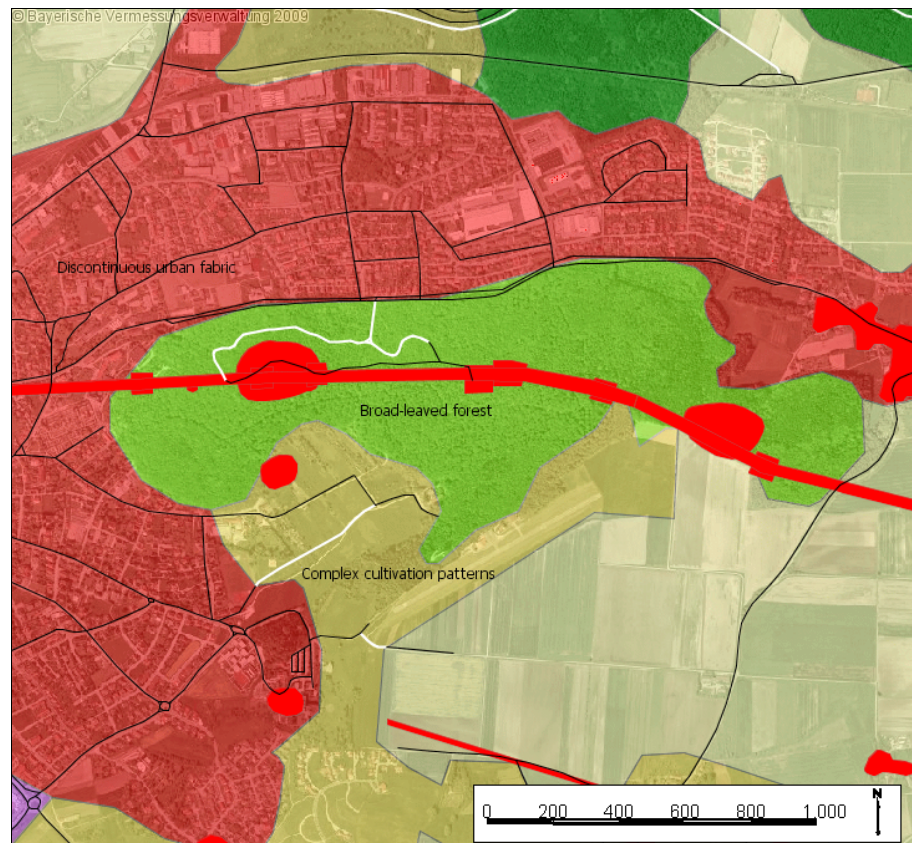 © Bayerische Vermessungsverwaltung 2009
Discontinuous urban fabric
Broad-leaved forest
Complex cultivation patterns
N
0 200 400 600 800 1.000